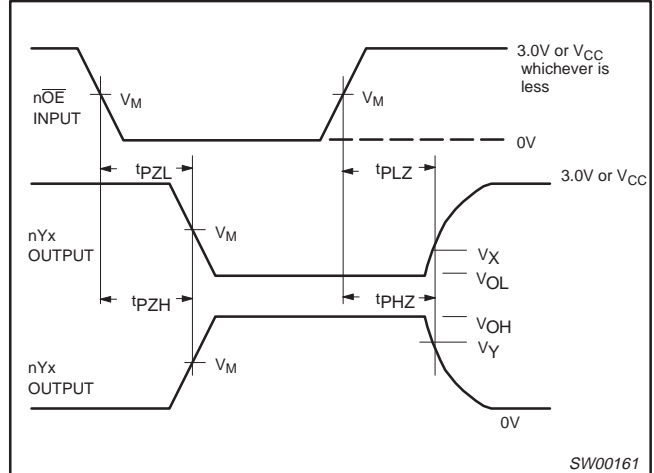 3.0V or VCC
whichever is
less
nOE
INPUT
VM
VM
0V
tPZL
tPLZ
3.0V or VCC
nYx
OUTPUT
VM
VX
VOL
tPZH
tPHZ
VOH
VY
nYx
OUTPUT
VM
0V
SW00161